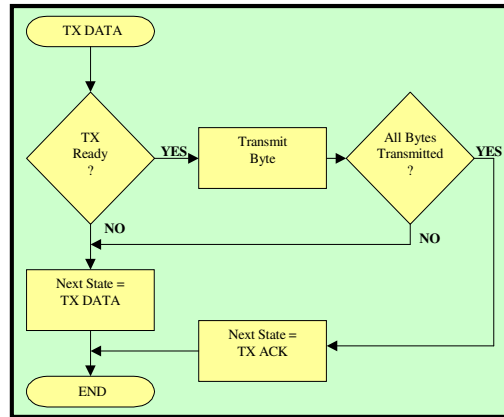 TX DATA
TX
Ready
?
YES
Transmit
Byte
All Bytes
Transmitted
?
YES
NO
NO
Next State =
TX DATA
Next State =
TX ACK
END